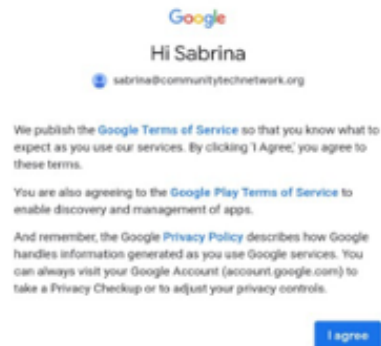 Google
Hi Sabrina
sabrina@communitytechnetwork.org
We publish the Google Terms of Service so that you know what to
expect as you use our services. By clicking 'I Agree,' you agree to
these terms.
You are also agreeing to the Google Play Terms of Service to
enable discovery and management of apps.
And remember, the Google Privacy Policy describes how Google
handles information generated as you use Google services. You
can always visit your Google Account (account.google.com) to
take a Privacy Checkup or to adjust your privacy controls.
I agree